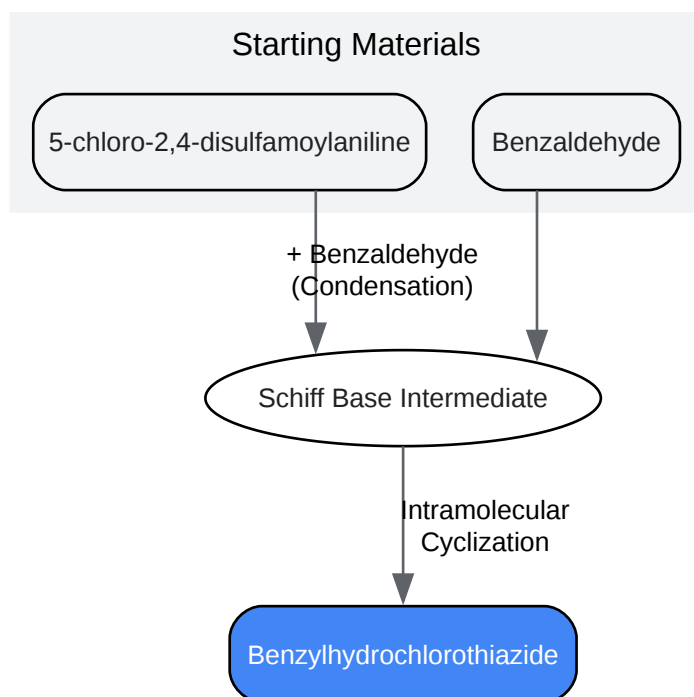 Starting Materials
5-chloro-2,4-disulfamoylaniline
Benzaldehyde
+ Benzaldehyde
(Condensation)
Schiff Base Intermediate
Intramolecular
Cyclization
Benzylhydrochlorothiazide